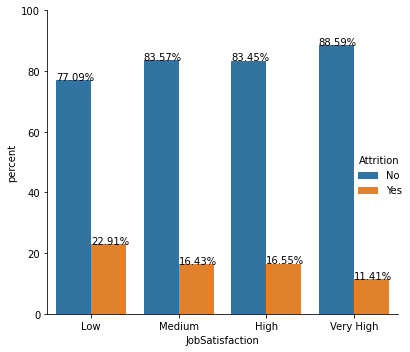 100
80
60
40
20
0
percent
77.09%
22.91%
83.57%
16.43%
83.45%
16.55%
88.59%
11.41%
Attrition
No
Yes
Low
Medium
High
Very High
JobSatisfaction